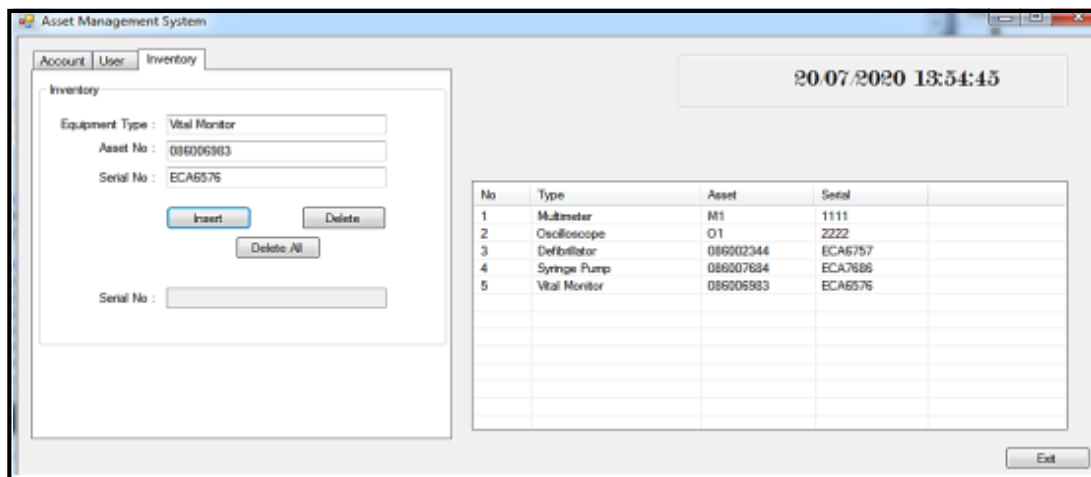 Asset Management System
Account User Inventory
20/07/2020 13:54:45
Inventory
Equipment Type : Vital Monitor
Asset No : 086006983
Serial No : ECA6576
Insert Delete
Delete All
Serial No :
No Type Asset Serial
1 Multimeter M1 1111
2 Oscilloscope O1 2222
3 Defibrillator 086002344 ECA6757
4 Syringe Pump 086007684 ECA7686
5 Vital Monitor 086006983 ECA6576
Exit